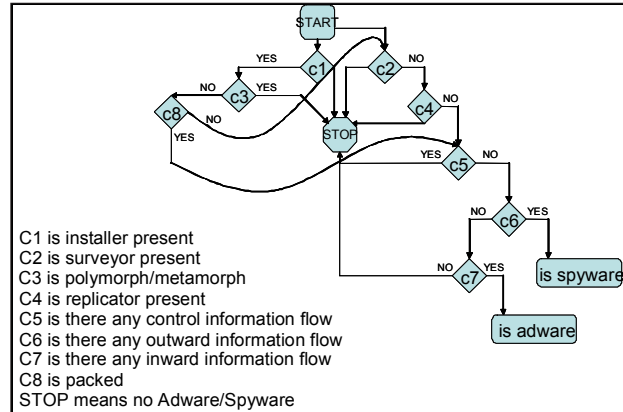 START
YES
NO
c1
c2
NO
YES
c3
NO
c4
c8
NO
YES
STOP
YES
NO
c5
NO
YES
c6
C1 is installer present
C2 is surveyor present
C3 is polymorph/metamorph
C4 is replicator present
C5 is there any control information flow
C6 is there any outward information flow
C7 is there any inward information flow
C8 is packed
STOP means no Adware/Spyware
NO
YES
c7
is spyware
is adware